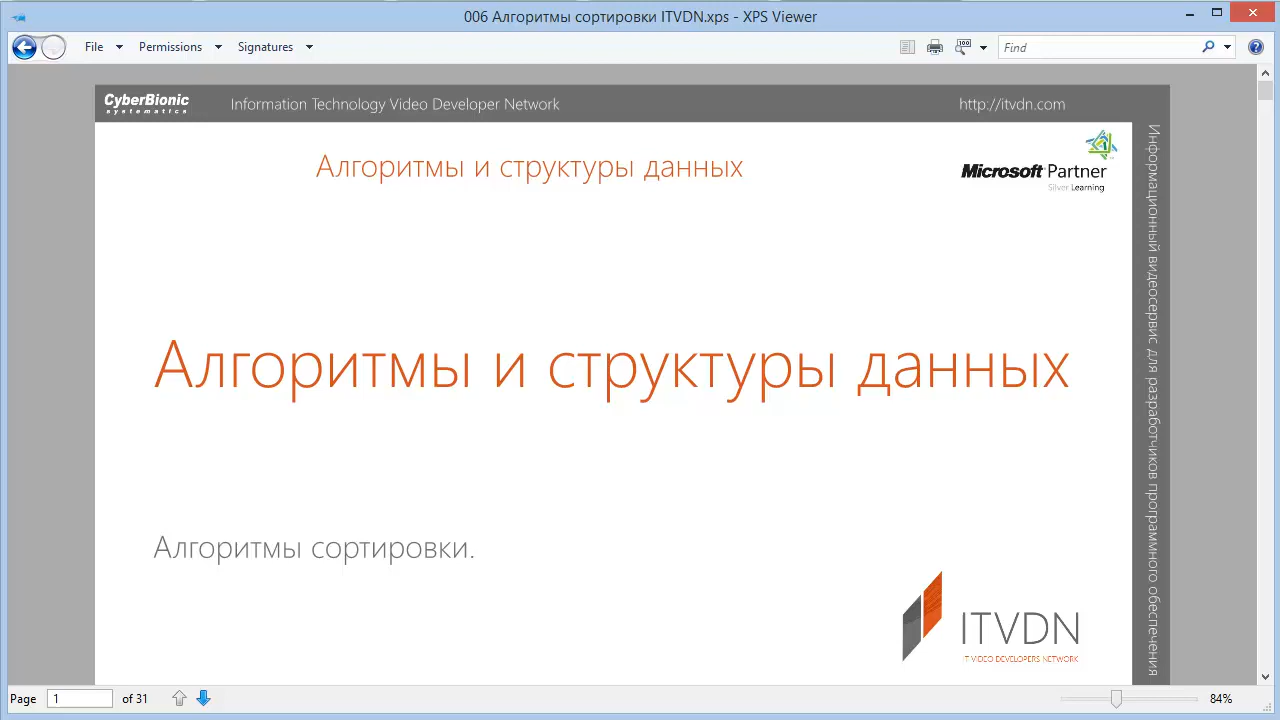 006 Алгоритмы сортировки ITVDN.xps - XPS Viewer
File Permissions Signatures Find
CyberBionic
systematics
Information Technology Video Developer Network
http://itvdn.com
Алгоритмы и структуры данных
Microsoft Partner
Silver Learning
Информационный видеосервис для разработчиков программного обеспечения
Алгоритмы и структуры данных
Алгоритмы сортировки.
ITVDN
IT VIDEO DEVELOPERS NETWORK
Page 1 of 31 84%